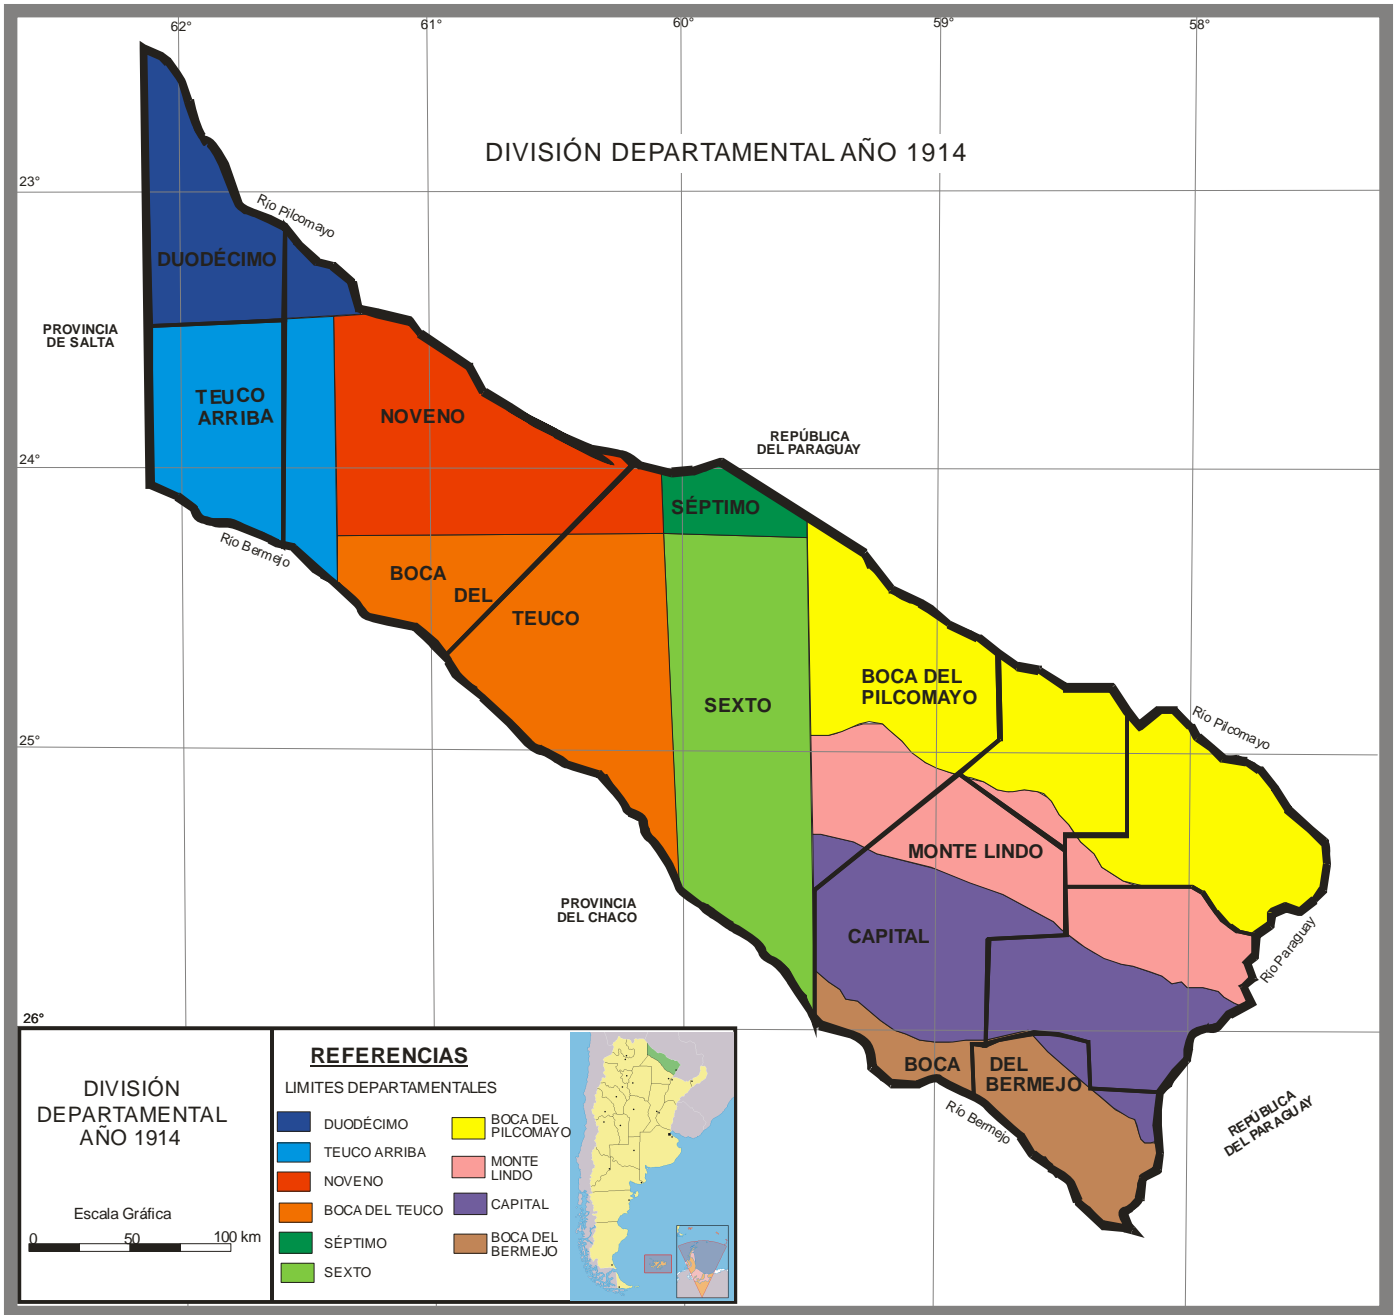 62°
61°
60°
59°
58°
DIVISIÓN DEPARTAMENTAL AÑO 1914
23°
Río Pilcomayo
DUODÉCIMO
PROVINCIA
DE SALTA
TEUCO
ARRIBA
NOVENO
REPÚBLICA
DEL PARAGUAY
24°
SÉPTIMO
Río Bermejo
BOCA
DEL
TEUCO
BOCA DEL
PILCOMAYO
SEXTO
Río Pilcomayo
25°
MONTE LINDO
PROVINCIA
DEL CHACO
CAPITAL
Río Paraguay
26°
BOCA
DEL
BERMEJO
Río Bermejo
REPÚBLICA
DEL PARAGUAY
DIVISIÓN
DEPARTAMENTAL
AÑO 1914
Escala Gráfica
0 50 100 km
REFERENCIAS
LIMITES DEPARTAMENTALES
DUODÉCIMO
TEUCO ARRIBA
NOVENO
BOCA DEL TEUCO
SÉPTIMO
SEXTO
BOCA DEL
PILCOMAYO
MONTE
LINDO
CAPITAL
BOCA DEL
BERMEJO